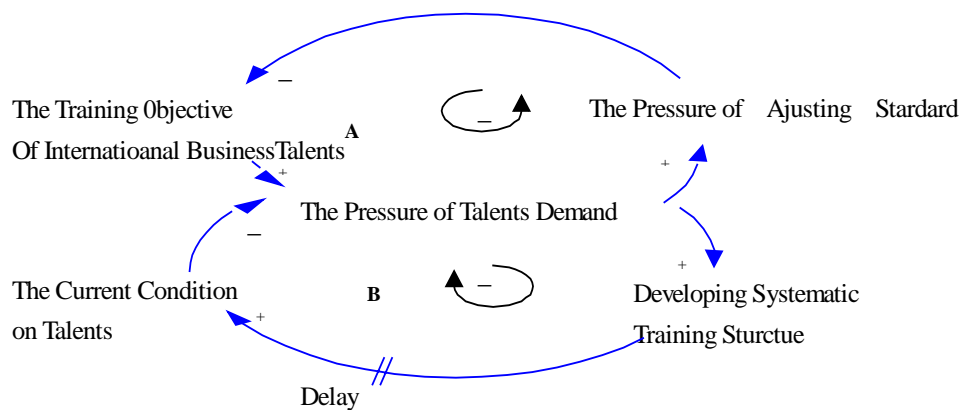 −
The Training 0bjective
Of Internatioanal BusinessTalents
A
−
The Pressure of Ajusting Stardard
+
+
The Pressure of Talents Demand
−
+
The Current Condition
on Talents
B
−
Developing Systematic
Training Sturctue
+
Delay